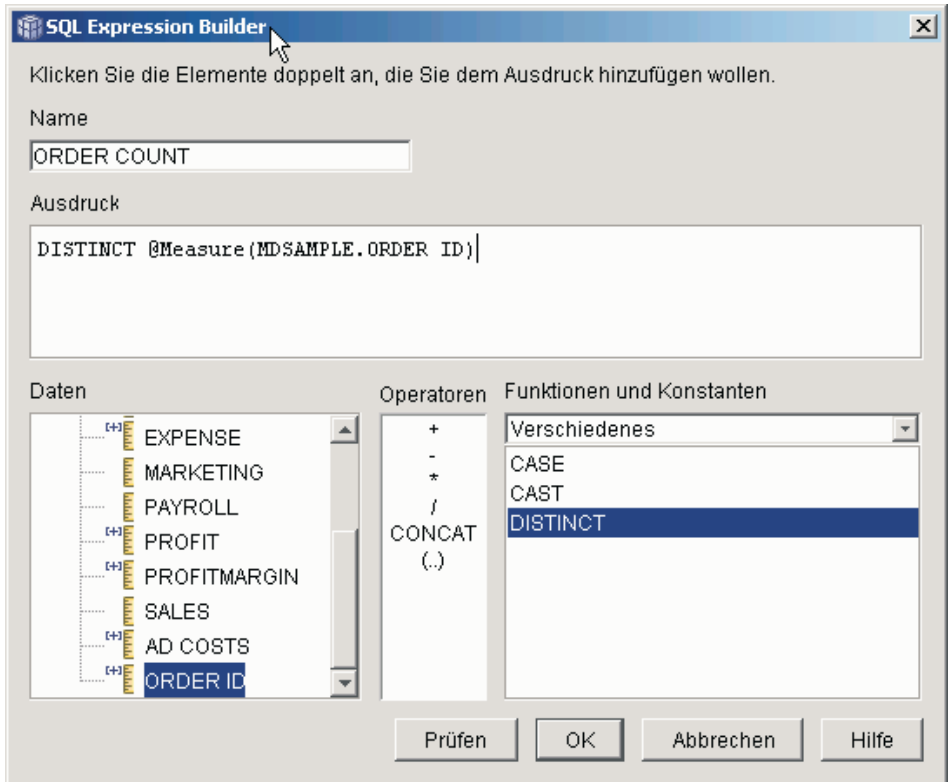 SQL Expression Builder
Klicken Sie die Elemente doppelt an, die Sie dem Ausdruck hinzufügen wollen.
Name
ORDER COUNT
Ausdruck
DISTINCT @Measure(MDSAMPLE.ORDER ID)
Daten
EXPENSE
MARKETING
PAYROLL
PROFIT
PROFITMARGIN
SALES
AD COSTS
ORDER ID
Operatoren
+
-
*
/
CONCAT
(..)
Funktionen und Konstanten
Verschiedenes
CASE
CAST
DISTINCT
Prüfen
OK
Abbrechen
Hilfe